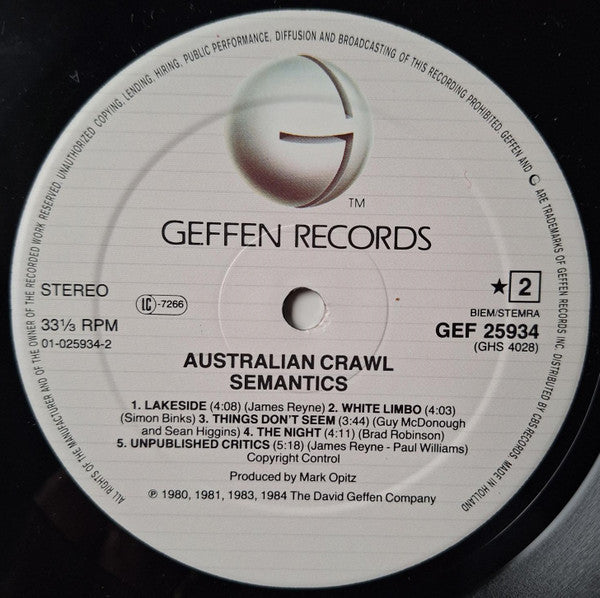 ALL RIGHTS OF THE MANUFACTURER AND OF THE OWNER OF THE RECORDED WORK RESERVED. UNAUTHORIZED COPYING, LENDING, HIRING, PUBLIC PERFORMANCE, DIFFUSION AND BROADCASTING OF THIS RECORDING PROHIBITED. GEFFEN AND G ARE TRADEMARKS OF GEFFEN RECORDS INC. DISTRIBUTED BY CBS RECORDS. MADE IN HOLLAND
TM
GEFFEN RECORDS
STEREO
LC-7266
★ 2
33⅓ RPM
01-025934-2
BIEM/STEMRA
GEF 25934
(GHS 4028)
AUSTRALIAN CRAWL
SEMANTICS
1. LAKESIDE (4:08) (James Reyne) 2. WHITE LIMBO (4:03)
(Simon Binks) 3. THINGS DON'T SEEM (3:44) (Guy McDonough
and Sean Higgins) 4. THE NIGHT (4:11) (Brad Robinson)
5. UNPUBLISHED CRITICS (5:18) (James Reyne - Paul Williams)
Copyright Control
Produced by Mark Opitz
℗ 1980, 1981, 1983, 1984 The David Geffen Company